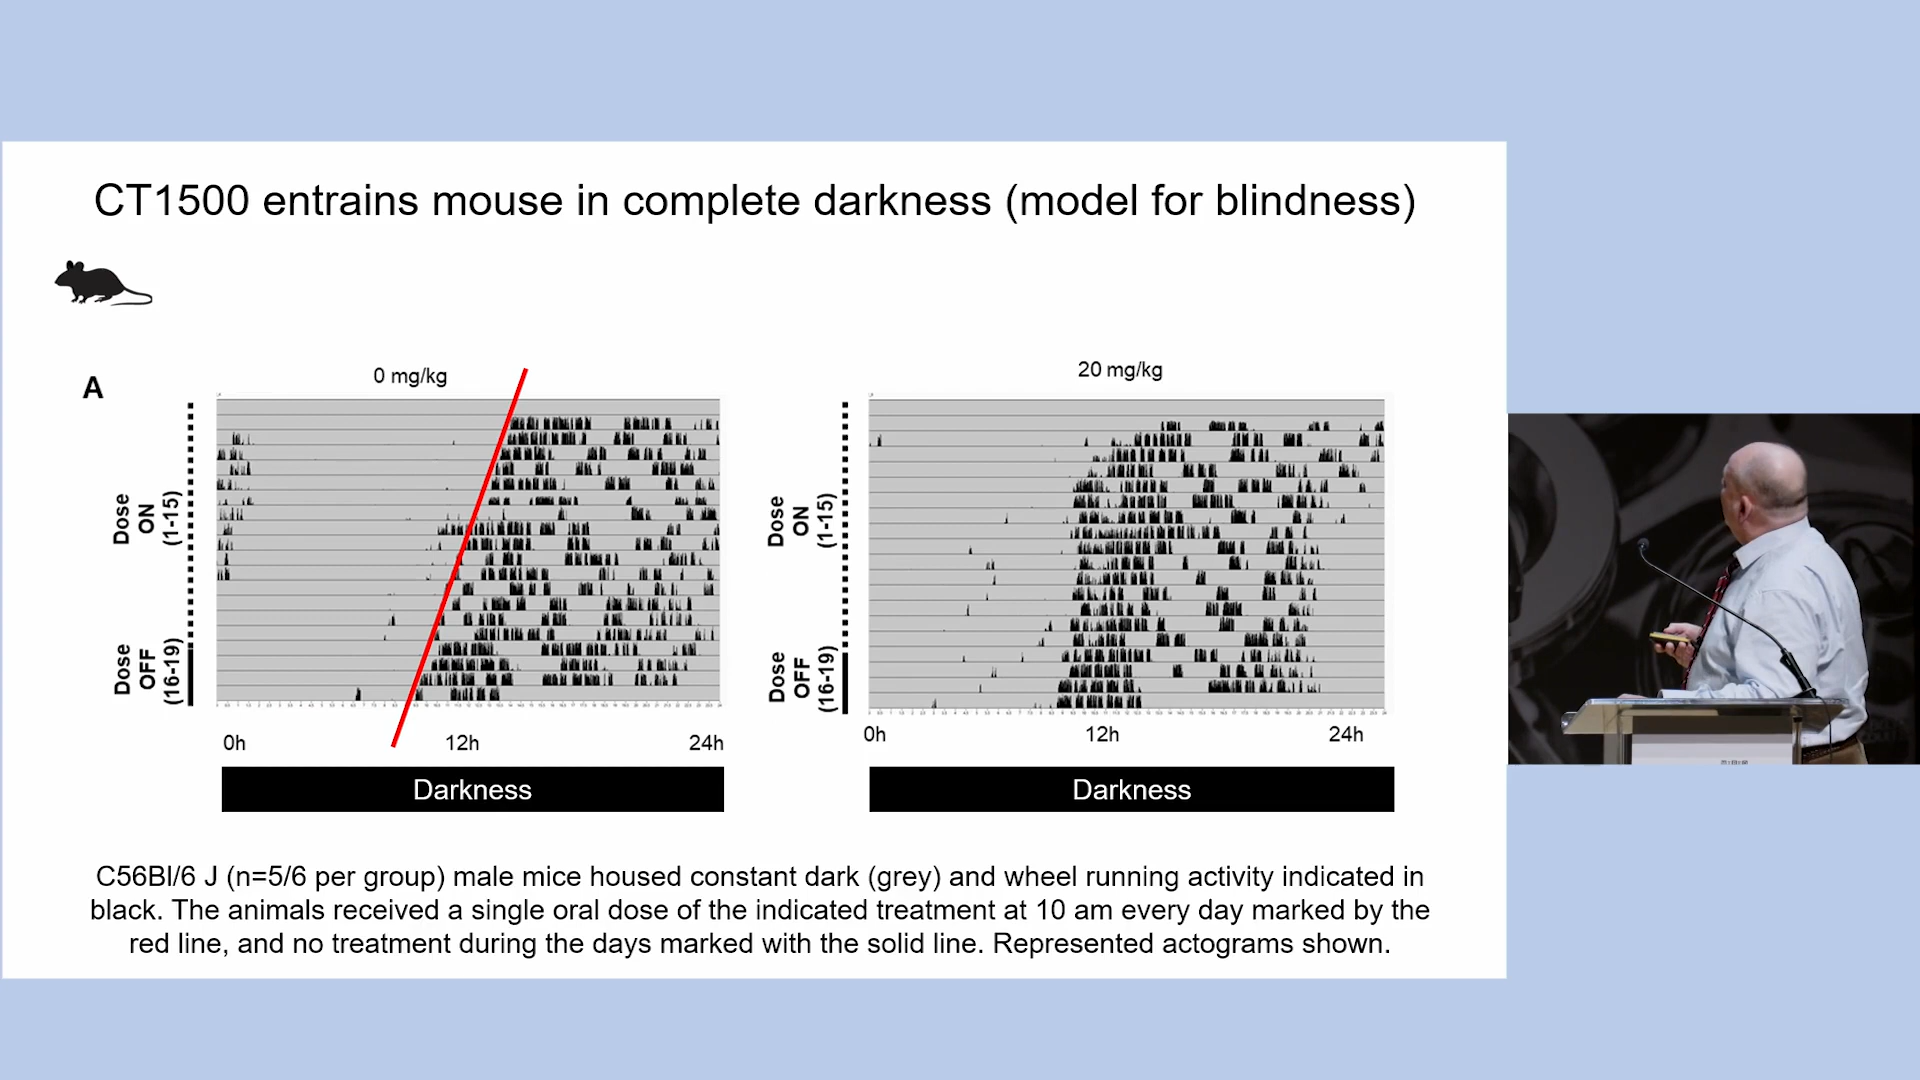 CT1500 entrains mouse in complete darkness (model for blindness)
A
0 mg/kg
20 mg/kg
Dose
ON
(1-15)
Dose
OFF
(16-19)
Dose
ON
(1-15)
Dose
OFF
(16-19)
0h
12h
24h
0h
12h
24h
Darkness
Darkness
C56Bl/6 J (n=5/6 per group) male mice housed constant dark (grey) and wheel running activity indicated in
black. The animals received a single oral dose of the indicated treatment at 10 am every day marked by the
red line, and no treatment during the days marked with the solid line. Represented actograms shown.